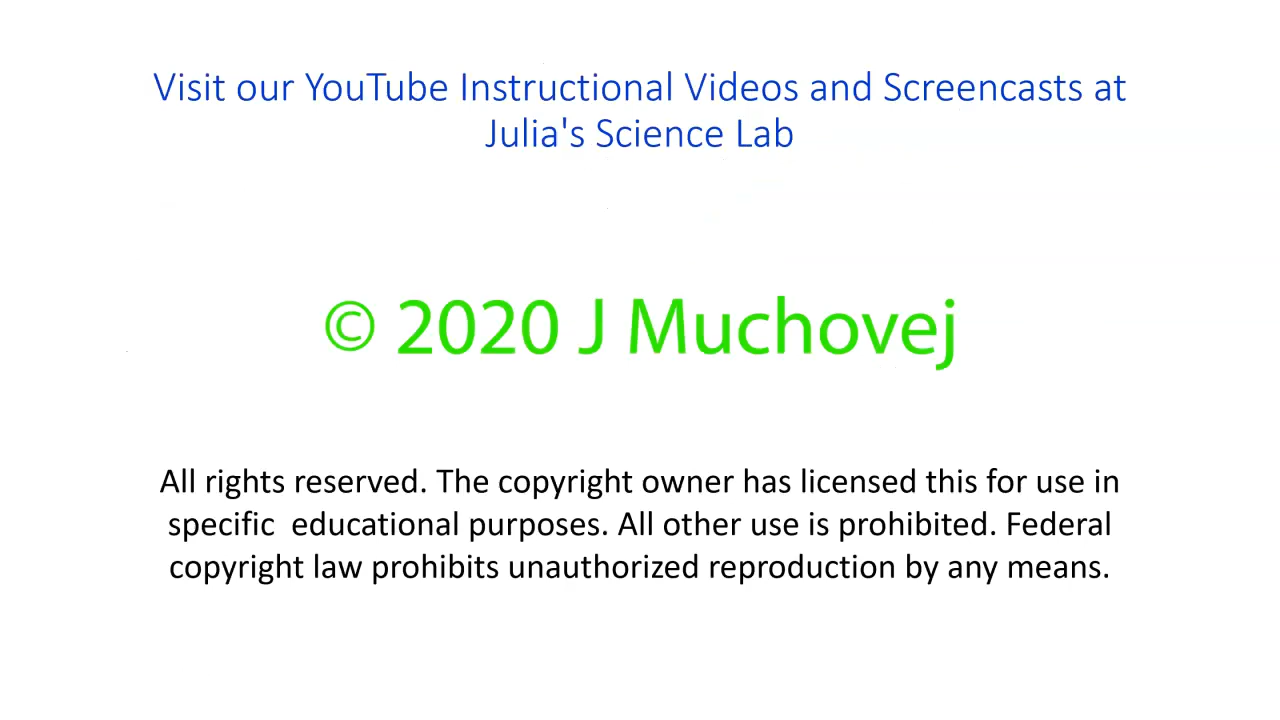 Visit our YouTube Instructional Videos and Screencasts at
Julia's Science Lab
© 2020 J Muchovej
All rights reserved. The copyright owner has licensed this for use in
specific  educational purposes. All other use is prohibited. Federal
copyright law prohibits unauthorized reproduction by any means.